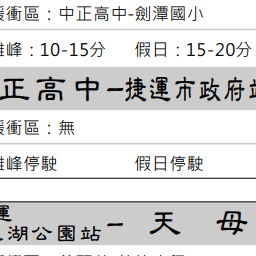 緩衝區：中正高中-劍潭國小
離峰：10-15分 假日：15-20分
正高中-捷運市政府站
緩衝區：無
離峰停駛 假日停駛
運
湖公園站 - 天 母